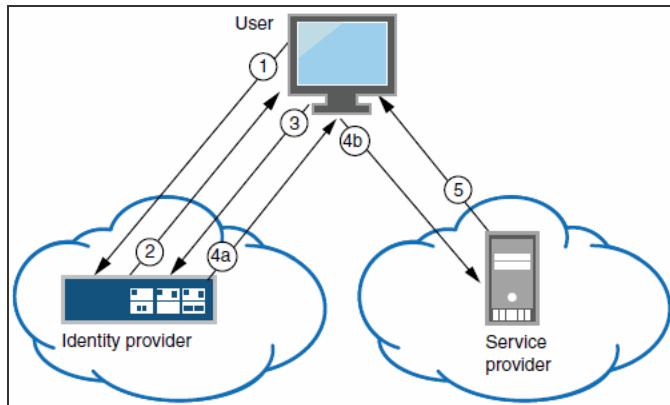 User
1
3
4b
5
2
4a
Identity provider
Service
provider